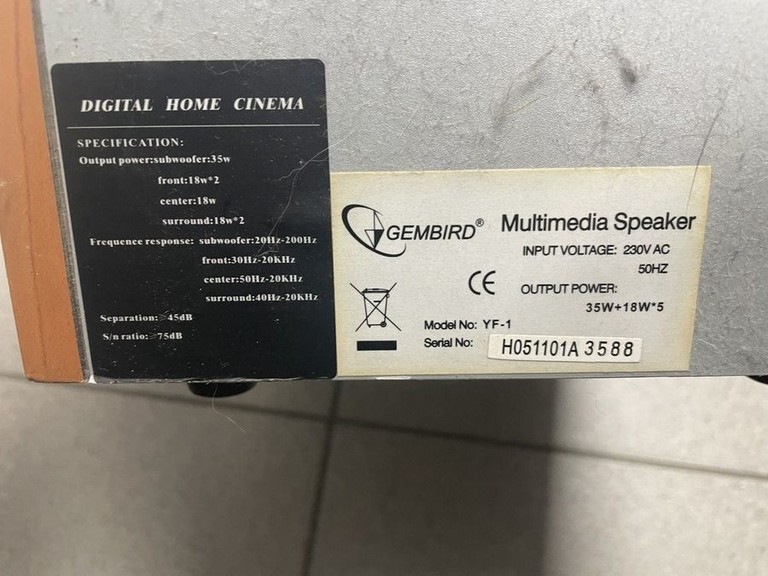 DIGITAL HOME CINEMA
SPECIFICATION:
Output power:subwoofer:35w
front:18w*2
center:18w
surround:18w*2
Frequence response: subwoofer:20Hz-200Hz
front:30Hz-20KHz
center:50Hz-20KHz
surround:40Hz-20KHz
Separation: ≥45dB
S/n ratio: ≥75dB
GEMBIRD® Multimedia Speaker
INPUT VOLTAGE: 230V AC
50HZ
CE OUTPUT POWER:
35W+18W*5
Model No: YF-1
Serial No: H051101A 3588